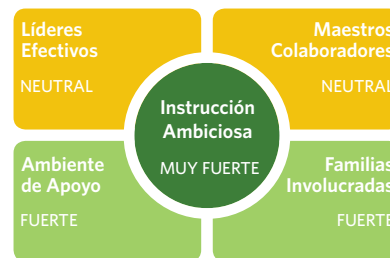 Líderes
Efectivos
NEUTRAL
Maestros
Colaboradores
NEUTRAL
Instrucción
Ambiciosa
MUY FUERTE
Ambiente
de Apoyo
FUERTE
Familias
Involucradas
FUERTE